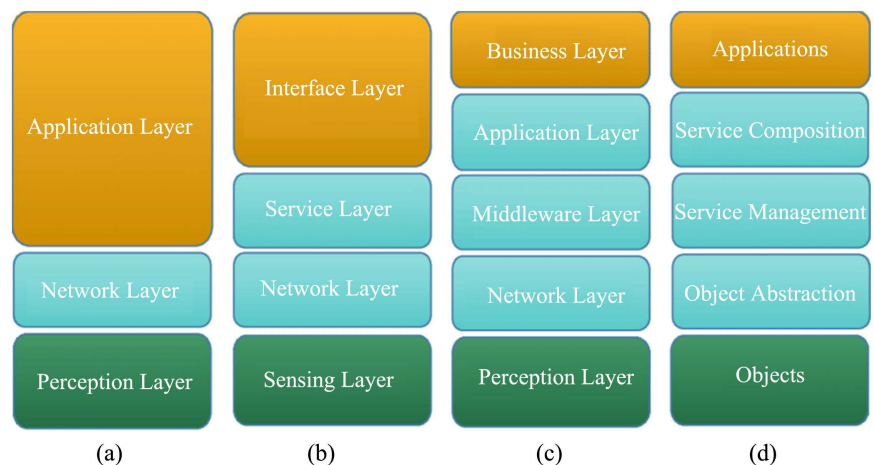 Application Layer
Network Layer
Perception Layer
(a)
Interface Layer
Service Layer
Network Layer
Sensing Layer
(b)
Business Layer
Application Layer
Middleware Layer
Network Layer
Perception Layer
(c)
Applications
Service Composition
Service Management
Object Abstraction
Objects
(d)